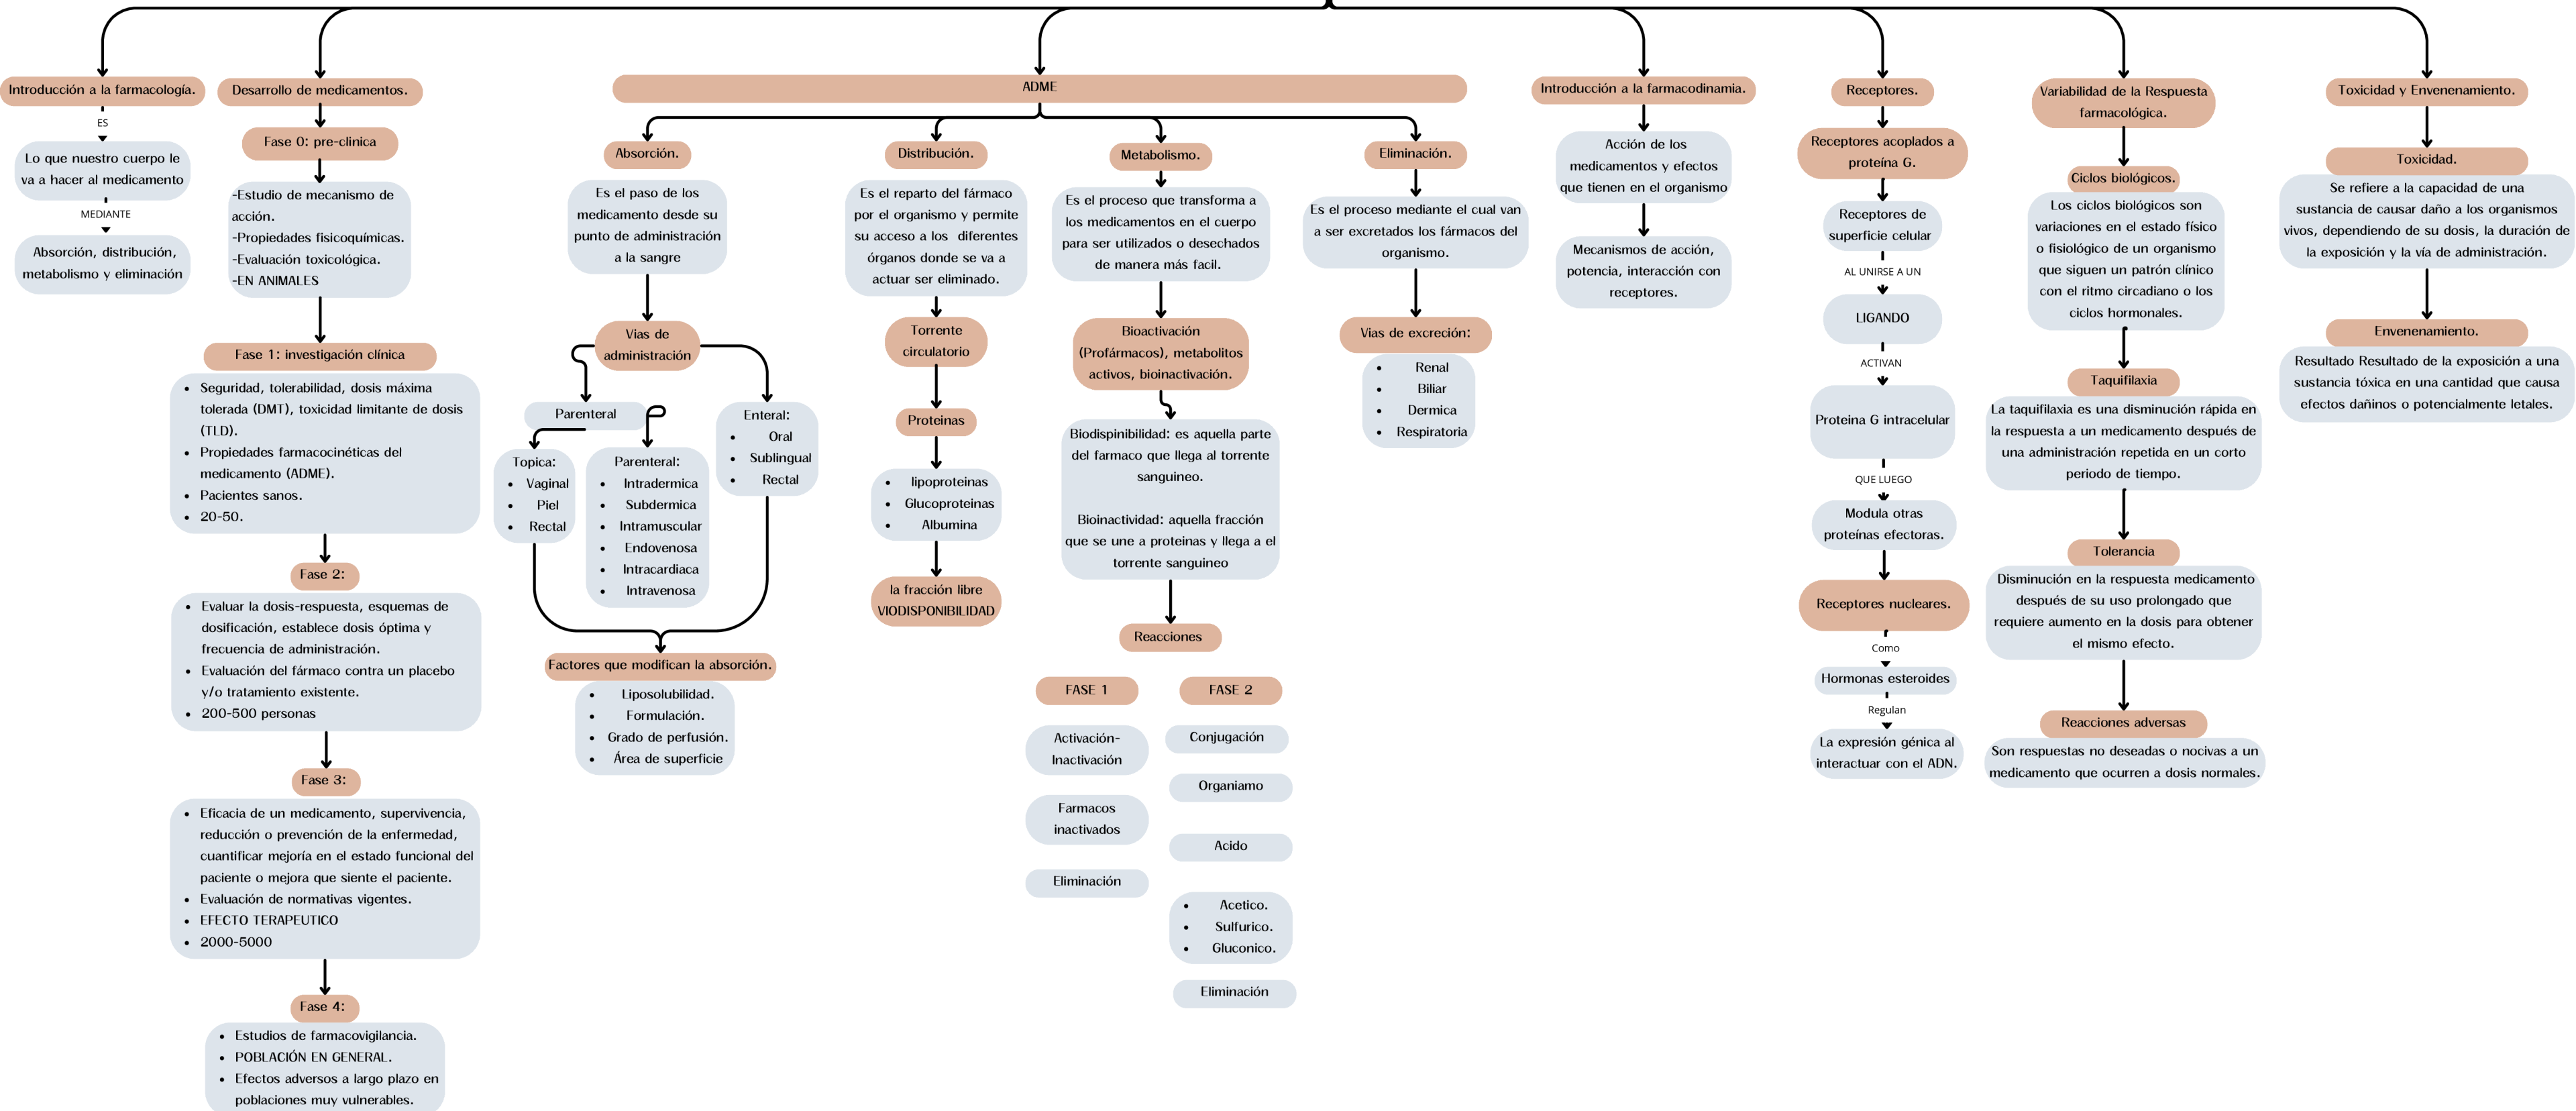 Introducción a la farmacología.
ES
Lo que nuestro cuerpo le
va a hacer al medicamento
MEDIANTE
Absorción, distribución,
metabolismo y eliminación
Desarrollo de medicamentos.
Fase 0: pre-clinica
-Estudio de mecanismo de
acción.
-Propiedades fisicoquímicas.
-Evaluación toxicológica.
-EN ANIMALES
Fase 1: investigación clínica
• Seguridad, tolerabilidad, dosis máxima
tolerada (DMT), toxicidad limitante de dosis
(TLD).
• Propiedades farmacocinéticas del
medicamento (ADME).
• Pacientes sanos.
• 20-50.
Fase 2:
• Evaluar la dosis-respuesta, esquemas de
dosificación, establece dosis óptima y
frecuencia de administración.
• Evaluación del fármaco contra un placebo
y/o tratamiento existente.
• 200-500 personas
Fase 3:
• Eficacia de un medicamento, supervivencia,
reducción o prevención de la enfermedad,
cuantificar mejoría en el estado funcional del
paciente o mejora que siente el paciente.
• Evaluación de normativas vigentes.
• EFECTO TERAPEUTICO
• 2000-5000
Fase 4:
• Estudios de farmacovigilancia.
• POBLACIÓN EN GENERAL.
• Efectos adversos a largo plazo en
poblaciones muy vulnerables.
ADME
Absorción.
Es el paso de los
medicamento desde su
punto de administración
a la sangre
Vias de
administración
Parenteral
Topica:
• Vaginal
• Piel
• Rectal
Parenteral:
• Intradermica
• Subdermica
• Intramuscular
• Endovenosa
• Intracardiaca
• Intravenosa
Enteral:
• Oral
• Sublingual
• Rectal
Factores que modifican la absorción.
• Liposolubilidad.
• Formulación.
• Grado de perfusión.
• Área de superficie
Distribución.
Es el reparto del fármaco
por el organismo y permite
su acceso a los diferentes
órganos donde se va a
actuar ser eliminado.
Torrente
circulatorio
Proteinas
• lipoproteinas
• Glucoproteinas
• Albumina
la fracción libre
VIODISPONIBILIDAD
Metabolismo.
Es el proceso que transforma a
los medicamentos en el cuerpo
para ser utilizados o desechados
de manera más facil.
Bioactivación
(Profármacos), metabolitos
activos, bioinactivación.
Biodispinibilidad: es aquella parte
del farmaco que llega al torrente
sanguineo.
Bioinactividad: aquella fracción
que se une a proteinas y llega a el
torrente sanguineo
Reacciones
FASE 1
Activación-
Inactivación
Farmacos
inactivados
Eliminación
FASE 2
Conjugación
Organiamo
Acido
• Acetico.
• Sulfurico.
• Gluconico.
Eliminación
Eliminación.
Es el proceso mediante el cual van
a ser excretados los fármacos del
organismo.
Vias de excreción:
• Renal
• Biliar
• Dermica
• Respiratoria
Introducción a la farmacodinamia.
Acción de los
medicamentos y efectos
que tienen en el organismo
Mecanismos de acción,
potencia, interacción con
receptores.
Receptores.
Receptores acoplados a
proteína G.
Receptores de
superficie celular
AL UNIRSE A UN
LIGANDO
ACTIVAN
Proteina G intracelular
QUE LUEGO
Modula otras
proteínas efectoras.
Receptores nucleares.
Como
Hormonas esteroides
Regulan
La expresión génica al
interactuar con el ADN.
Variabilidad de la Respuesta
farmacológica.
Ciclos biológicos.
Los ciclos biológicos son
variaciones en el estado físico
o fisiológico de un organismo
que siguen un patrón clínico
con el ritmo circadiano o los
ciclos hormonales.
Taquifilaxia
La taquifilaxia es una disminución rápida en
la respuesta a un medicamento después de
una administración repetida en un corto
periodo de tiempo.
Tolerancia
Disminución en la respuesta medicamento
después de su uso prolongado que
requiere aumento en la dosis para obtener
el mismo efecto.
Reacciones adversas
Son respuestas no deseadas o nocivas a un
medicamento que ocurren a dosis normales.
Toxicidad y Envenenamiento.
Toxicidad.
Se refiere a la capacidad de una
sustancia de causar daño a los organismos
vivos, dependiendo de su dosis, la duración de
la exposición y la vía de administración.
Envenenamiento.
Resultado Resultado de la exposición a una
sustancia tóxica en una cantidad que causa
efectos dañinos o potencialmente letales.